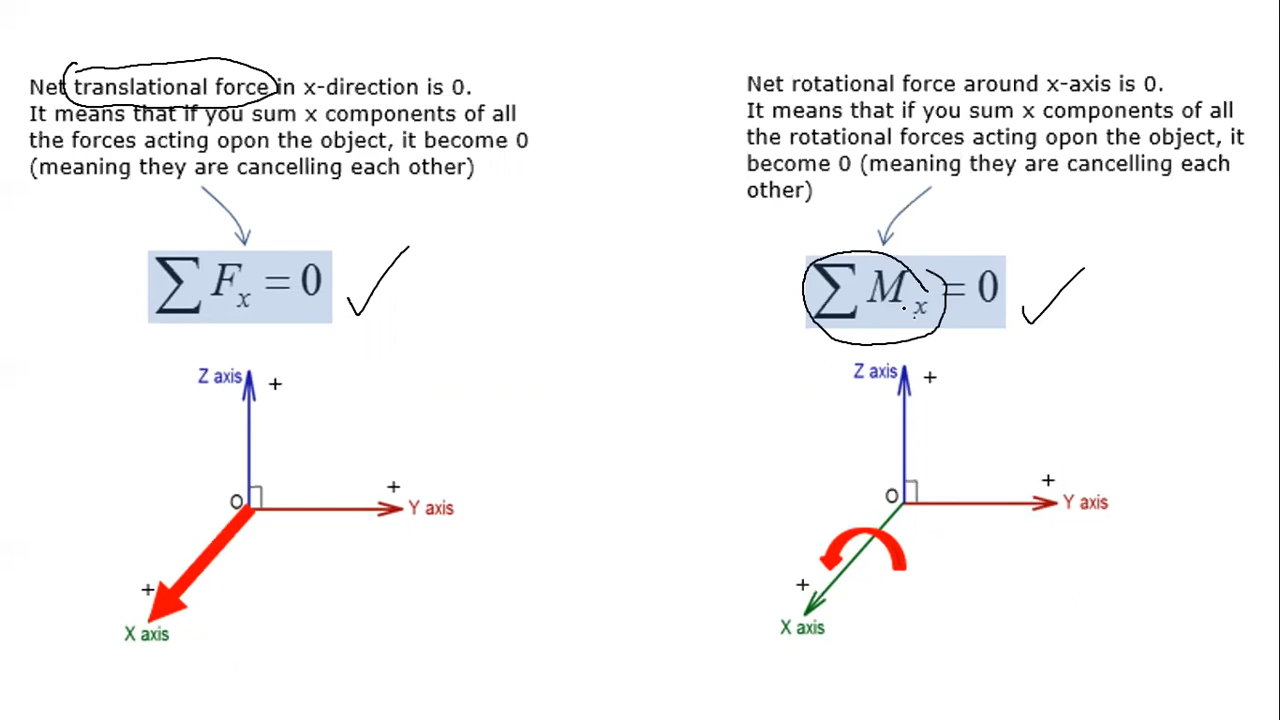 Net translational force in x-direction is 0.
It means that if you sum x components of all
the forces acting opon the object, it become 0
(meaning they are cancelling each other)
∑ Fx = 0
Z axis +
O
+
Y axis
+
X axis
Net rotational force around x-axis is 0.
It means that if you sum x components of all
the rotational forces acting opon the object, it
become 0 (meaning they are cancelling each
other)
∑ Mx = 0
Z axis +
O
+
Y axis
+
X axis